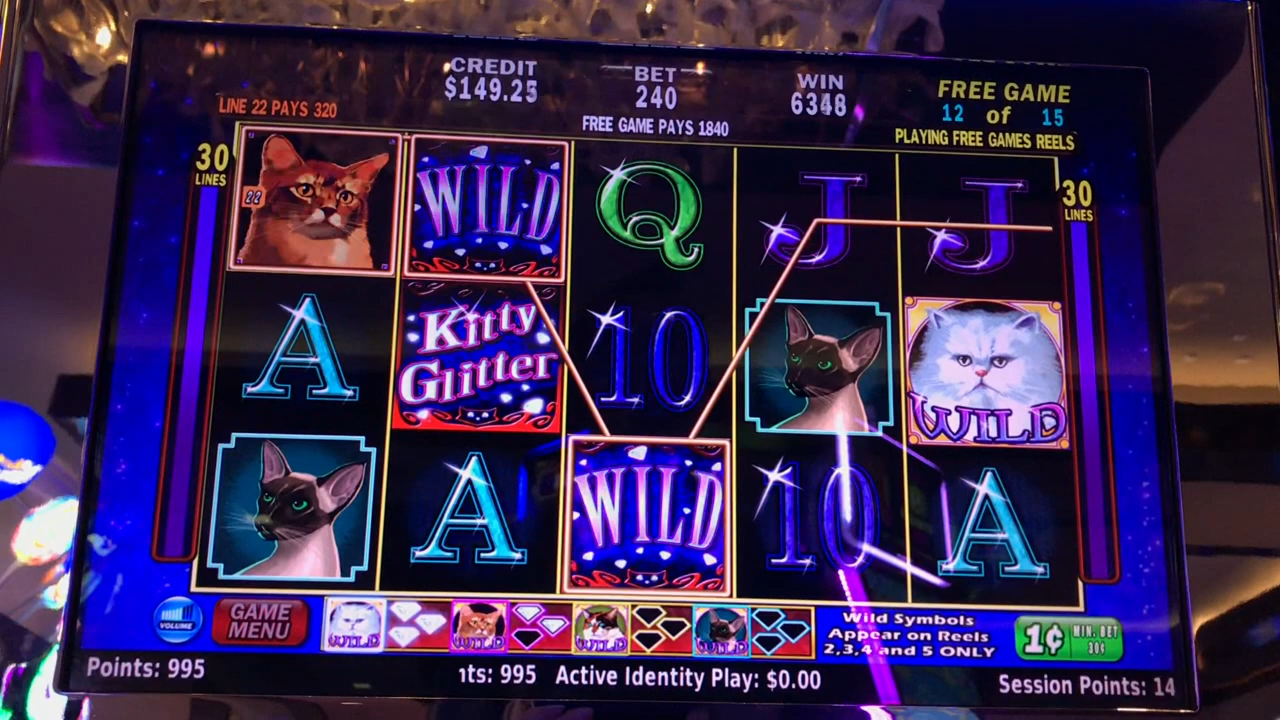 CREDIT
$149.25
BET
240
WIN
6348
FREE GAME
12 of 15
LINE 22 PAYS 320
FREE GAME PAYS 1840
PLAYING FREE GAMES REELS
30
LINES
30
LINES
22
WILD
Q
J
J
A
Kitty
Glitter
10
WILD
A
WILD
10
A
VOLUME
GAME
MENU
WILD
WILD
WILD
WILD
Wild Symbols
Appear on Reels
2,3,4 and 5 ONLY
1¢
MIN. BET
30¢
Points: 995
nts: 995
Active Identity Play: $0.00
Session Points: 14